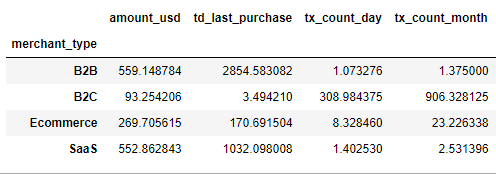 amount_usd td_last_purchase tx_count_day tx_count_month
merchant_type
B2B 559.148784 2854.583082 1.073276 1.375000
B2C 93.254206 3.494210 308.984375 906.328125
Ecommerce 269.705615 170.691504 8.328460 23.226338
SaaS 552.862843 1032.098008 1.402530 2.531396